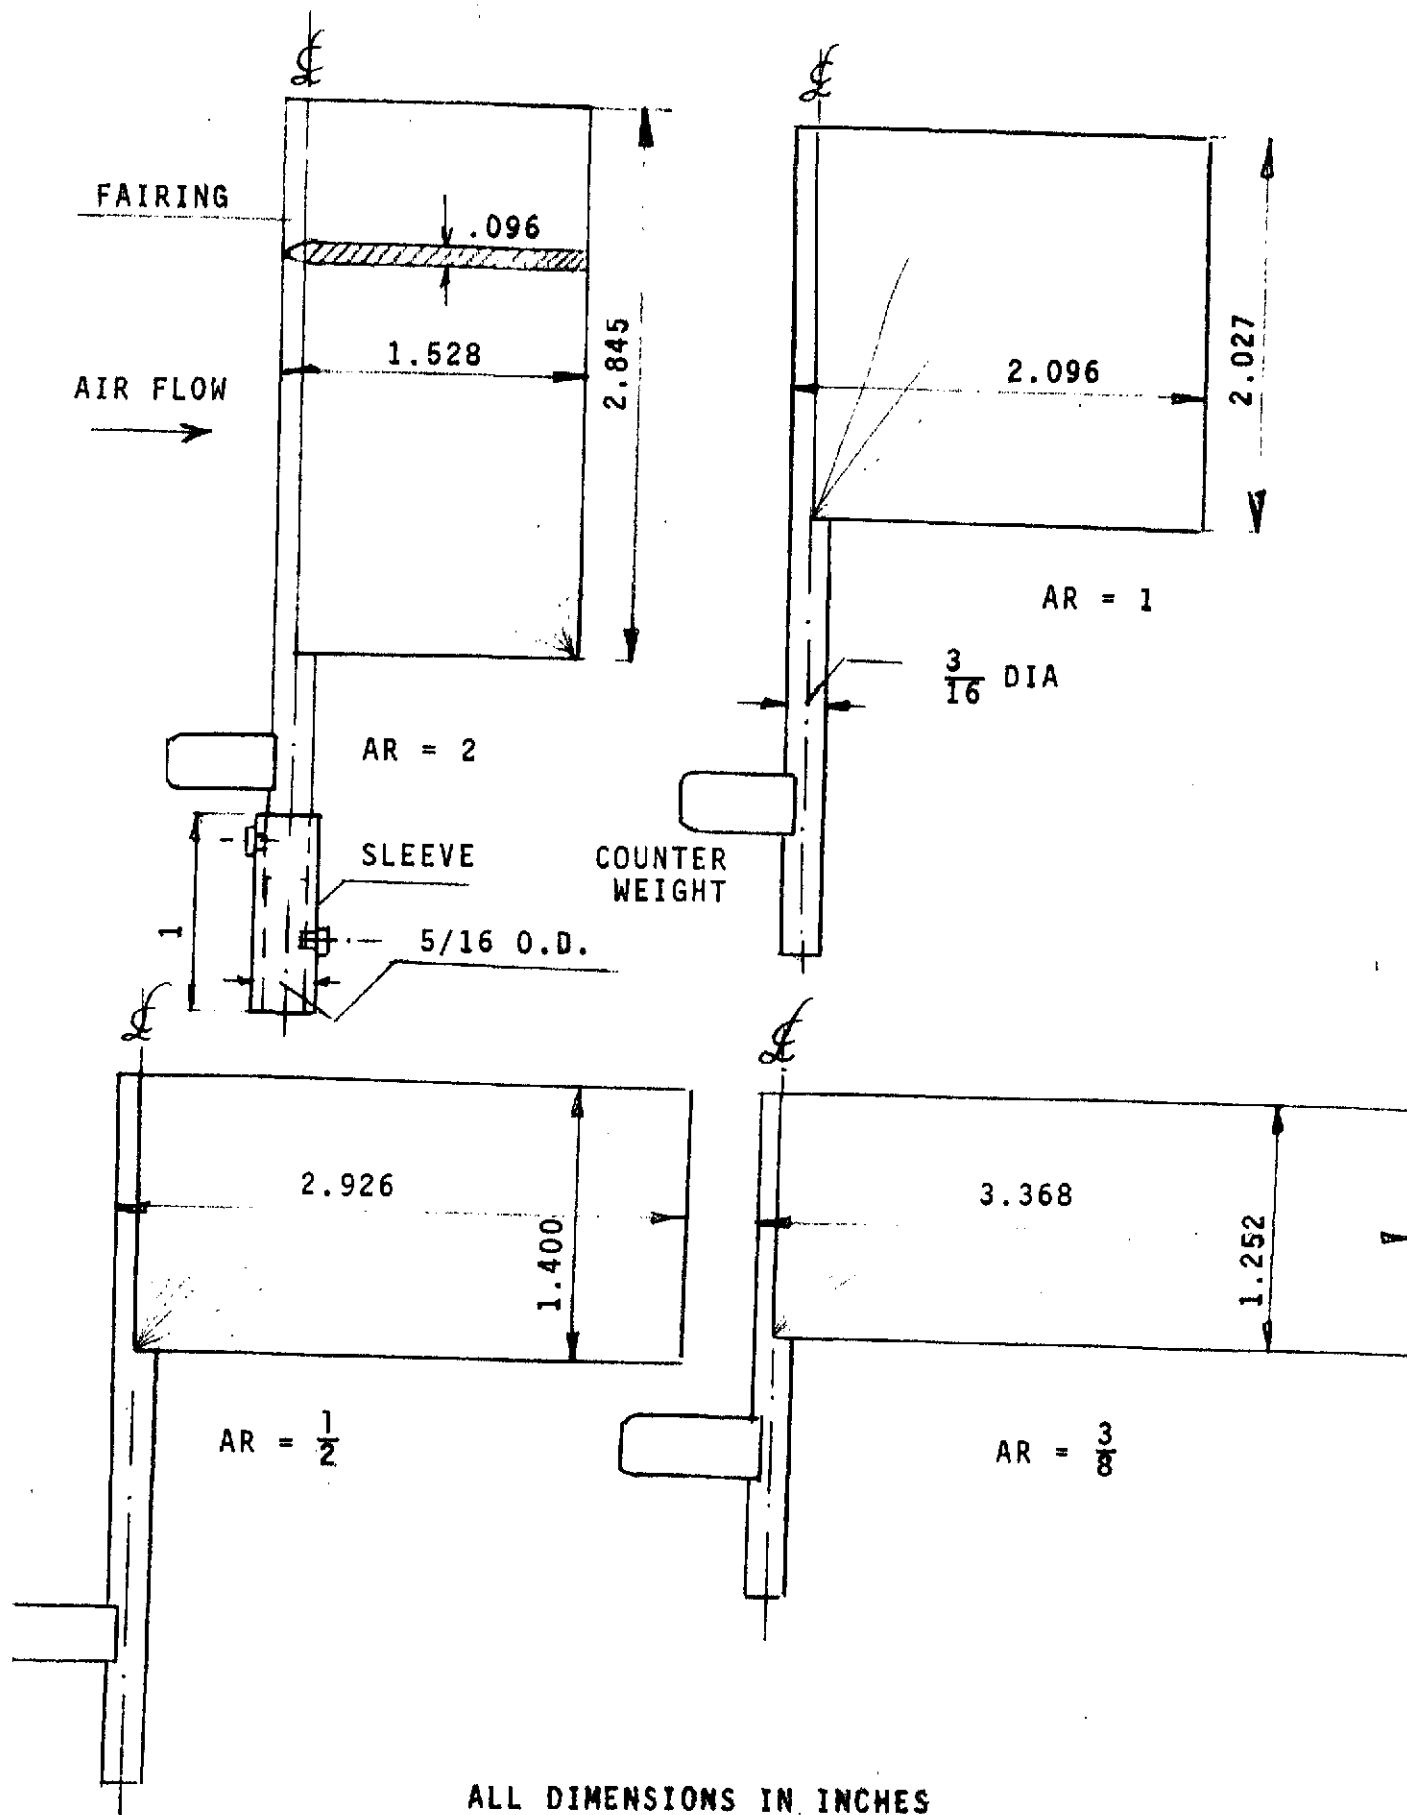 ℄
℄
FAIRING
.096
1.528
2.845
AIR FLOW
2.096
2.027
AR = 1
3/16 DIA
AR = 2
SLEEVE
COUNTER
WEIGHT
1
5/16 O.D.
℄
℄
2.926
1.400
3.368
1.252
AR = 1/2
AR = 3/8
ALL DIMENSIONS IN INCHES